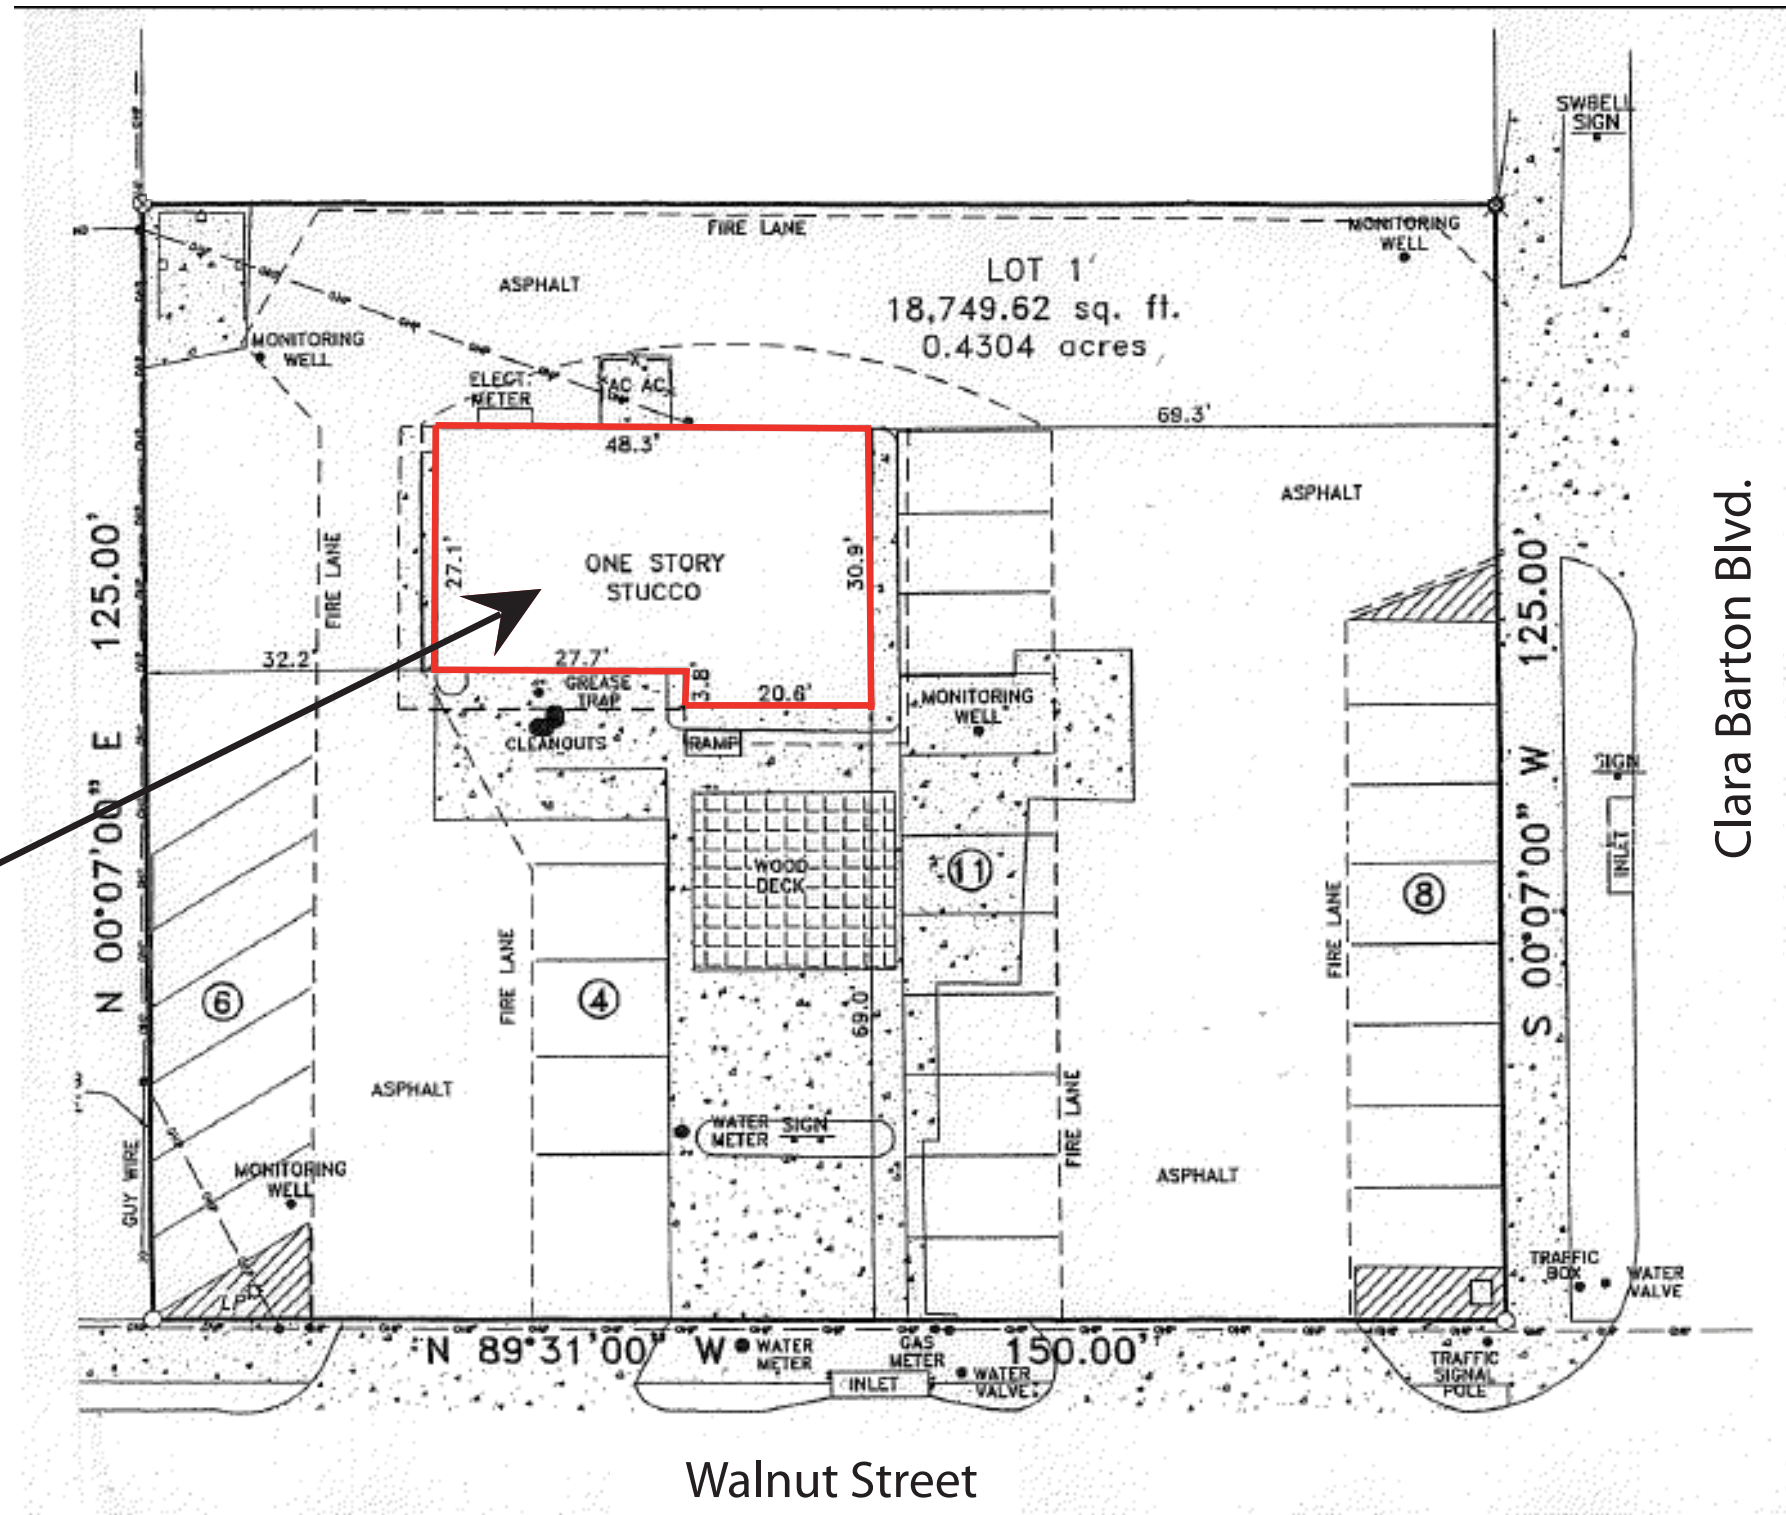 SWBELL
SIGN
FIRE LANE
MONITORING
WELL
LOT 1
18,749.62 sq. ft.
0.4304 acres
ASPHALT
MONITORING
WELL
ELECT.
METER
AC AC
69.3'
48.3'
ASPHALT
27.1'
ONE STORY
STUCCO
30.9'
FIRE LANE
N 00°07'00" E 125.00'
S 00°07'00" W 125.00'
Clara Barton Blvd.
32.2'
27.7'
3.8'
20.6'
GREASE
TRAP
CLEANOUTS
RAMP
MONITORING
WELL
SIGN
INLET
WOOD
DECK
11
8
FIRE LANE
6
4
FIRE LANE
69.0'
ASPHALT
WATER
METER
SIGN
FIRE LANE
ASPHALT
GUY WIRE
MONITORING
WELL
LP
TRAFFIC
BOX
WATER
VALVE
N 89°31'00" W 150.00'
WATER
METER
GAS
METER
INLET
WATER
VALVE
TRAFFIC
SIGNAL
POLE
Walnut Street